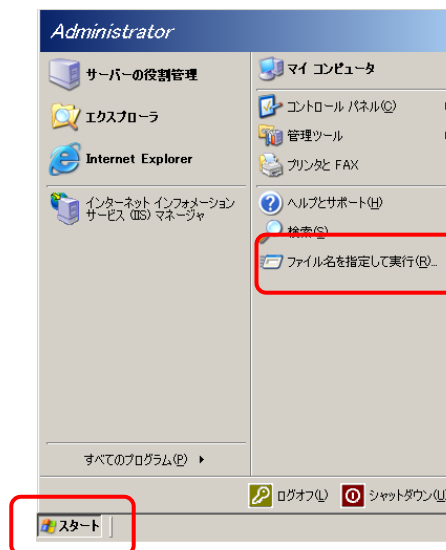 Administrator
サーバーの役割管理
エクスプローラ
Internet Explorer
インターネット インフォメーション
サービス (IIS) マネージャ
すべてのプログラム(P)
マイ コンピュータ
コントロール パネル(C)
管理ツール
プリンタと FAX
ヘルプとサポート(H)
検索(S)
ファイル名を指定して実行(R)...
ログオフ(L)
シャットダウン(U
スタート